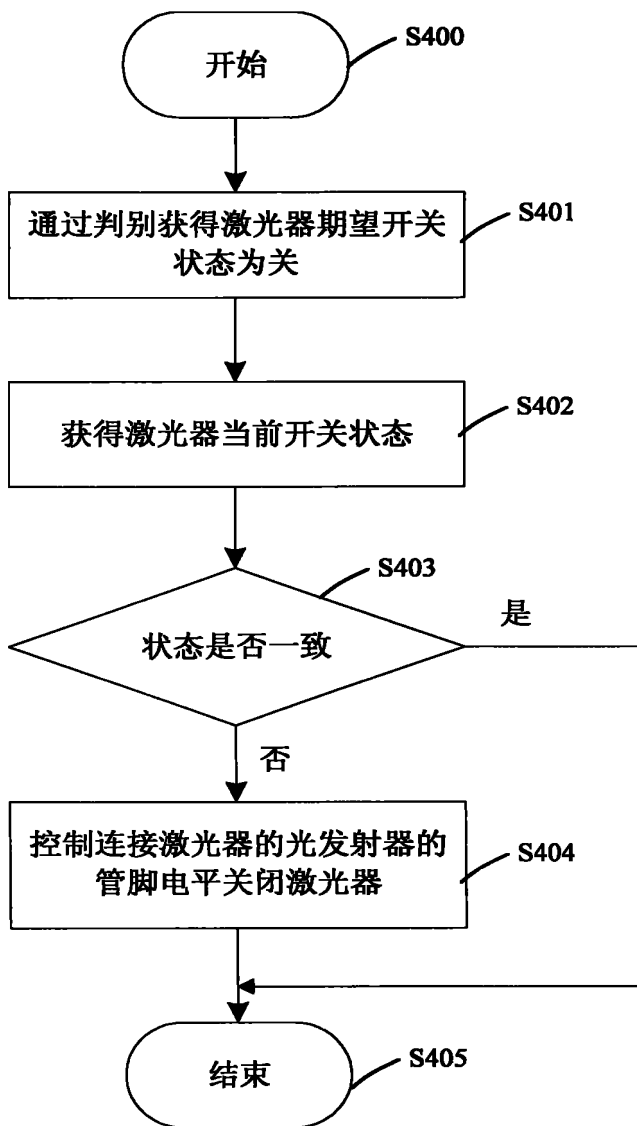 S400
开始
S401
通过判别获得激光器期望开关
状态为关
S402
获得激光器当前开关状态
S403
状态是否一致
是
否
控制连接激光器的光发射器的
管脚电平关闭激光器
S404
结束
S405